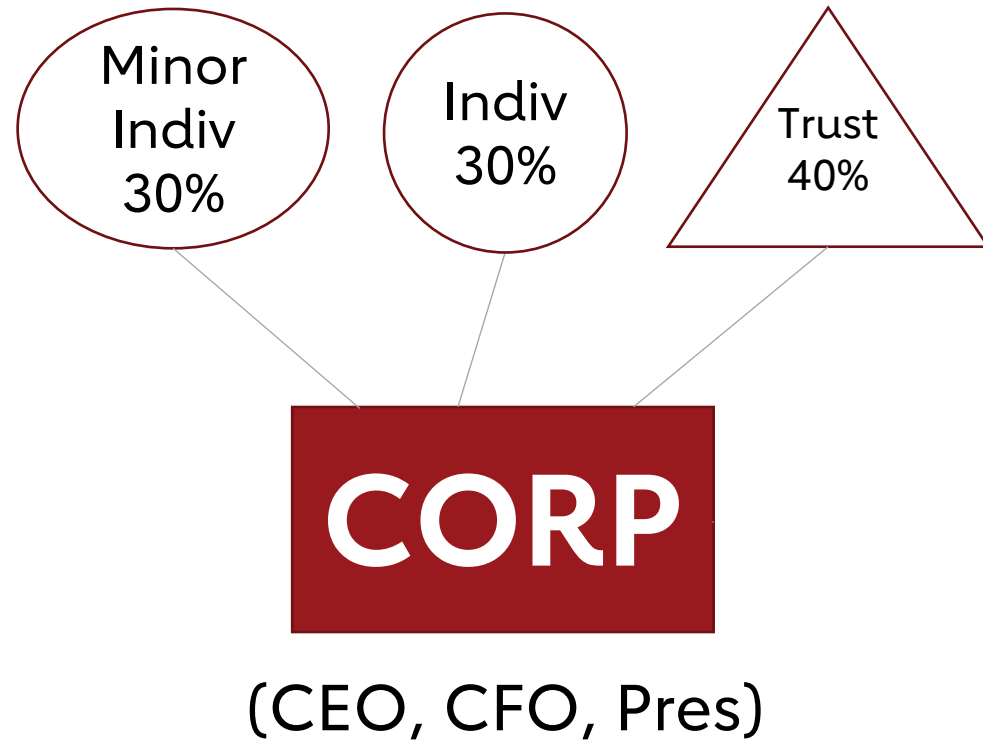 Minor
Indiv
30%
Indiv
30%
Trust
40%
CORP
(CEO, CFO, Pres)